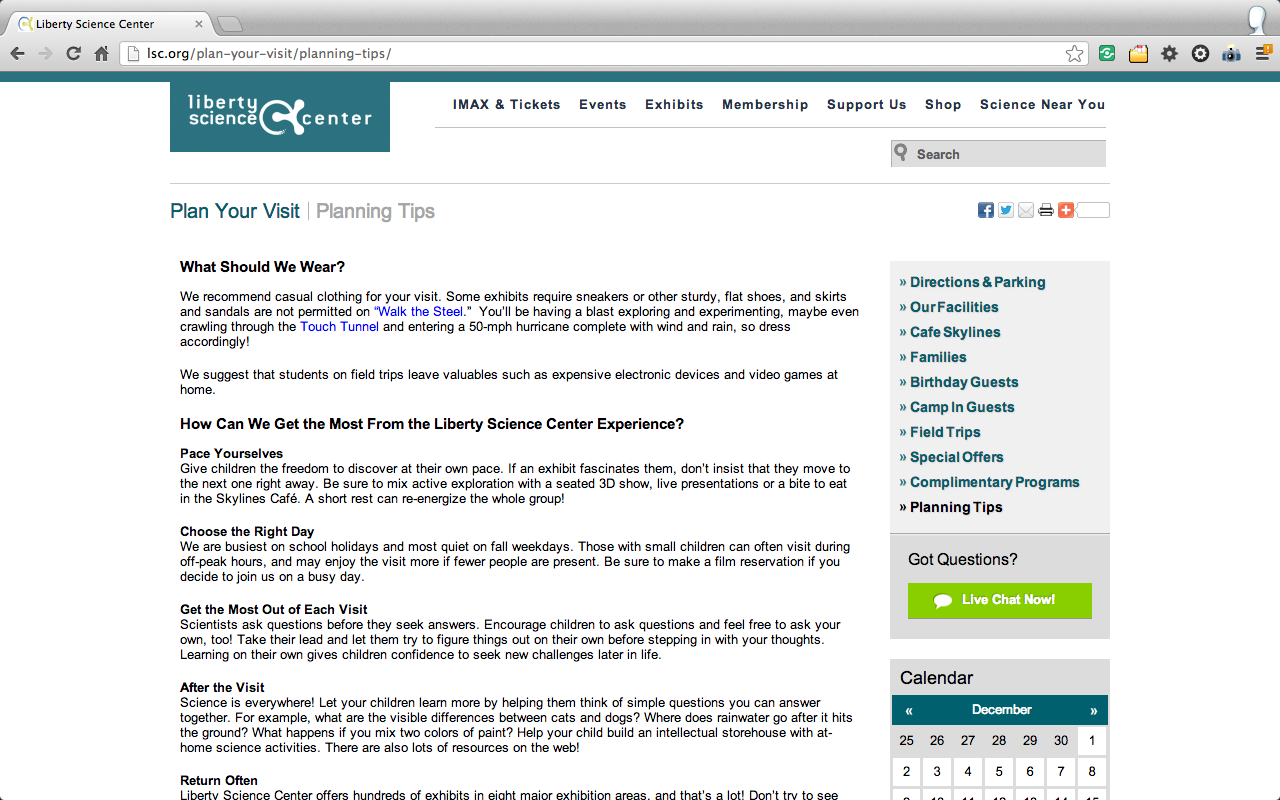 Liberty Science Center
lsc.org/plan-your-visit/planning-tips/
liberty
science center
IMAX & Tickets Events Exhibits Membership Support Us Shop Science Near You
Search
Plan Your Visit | Planning Tips
What Should We Wear?
We recommend casual clothing for your visit. Some exhibits require sneakers or other sturdy, flat shoes, and skirts
and sandals are not permitted on “Walk the Steel.”  You’ll be having a blast exploring and experimenting, maybe even
crawling through the Touch Tunnel and entering a 50-mph hurricane complete with wind and rain, so dress
accordingly!
We suggest that students on field trips leave valuables such as expensive electronic devices and video games at
home.
How Can We Get the Most From the Liberty Science Center Experience?
Pace Yourselves
Give children the freedom to discover at their own pace. If an exhibit fascinates them, don’t insist that they move to
the next one right away. Be sure to mix active exploration with a seated 3D show, live presentations or a bite to eat
in the Skylines Café. A short rest can re-energize the whole group!
Choose the Right Day
We are busiest on school holidays and most quiet on fall weekdays. Those with small children can often visit during
off-peak hours, and may enjoy the visit more if fewer people are present. Be sure to make a film reservation if you
decide to join us on a busy day.
Get the Most Out of Each Visit
Scientists ask questions before they seek answers. Encourage children to ask questions and feel free to ask your
own, too! Take their lead and let them try to figure things out on their own before stepping in with your thoughts.
Learning on their own gives children confidence to seek new challenges later in life.
After the Visit
Science is everywhere! Let your children learn more by helping them think of simple questions you can answer
together. For example, what are the visible differences between cats and dogs? Where does rainwater go after it hits
the ground? What happens if you mix two colors of paint? Help your child build an intellectual storehouse with at-
home science activities. There are also lots of resources on the web!
Return Often
Liberty Science Center offers hundreds of exhibits in eight major exhibition areas, and that’s a lot! Don’t try to see
» Directions & Parking
» Our Facilities
» Cafe Skylines
» Families
» Birthday Guests
» Camp In Guests
» Field Trips
» Special Offers
» Complimentary Programs
» Planning Tips
Got Questions?
Live Chat Now!
Calendar
« December »
25 26 27 28 29 30 1
2 3 4 5 6 7 8